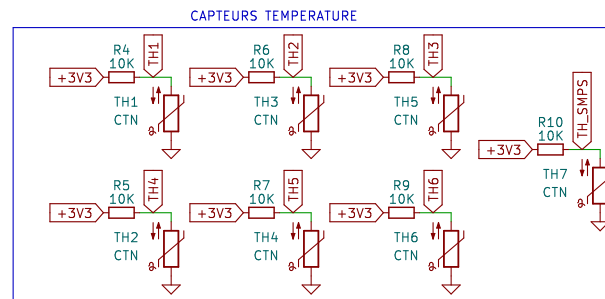 CAPTEURS TEMPERATURE
R4
10K
TH1
+3V3
TH1
CTN
R6
10K
TH2
+3V3
TH3
CTN
R8
10K
TH3
+3V3
TH5
CTN
R10
10K
TH_SMPS
+3V3
TH7
CTN
R5
10K
TH4
+3V3
TH2
CTN
R7
10K
TH5
+3V3
TH4
CTN
R9
10K
TH6
+3V3
TH6
CTN